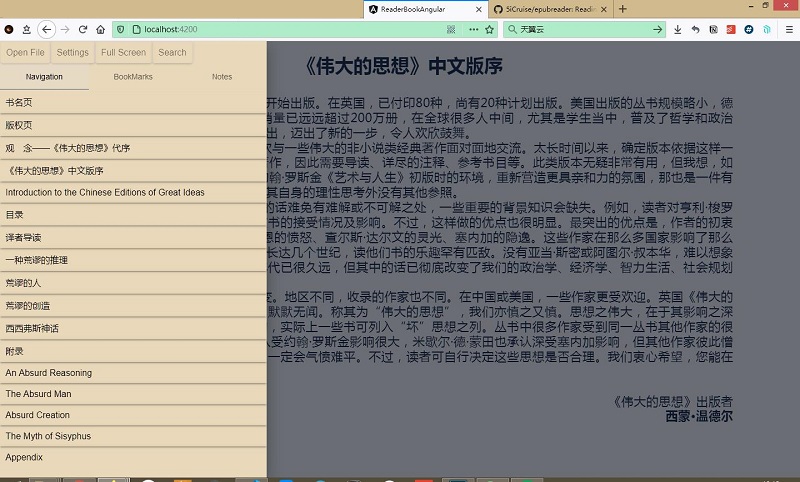 ReaderBookAngular
5iCruise/epubreader: Readin
localhost:4200
天翼云
Open File
Settings
Full Screen
Search
Navigation
BookMarks
Notes
书名页
版权页
观 念——《伟大的思想》代序
《伟大的思想》中文版序
Introduction to the Chinese Editions of Great Ideas
目录
译者导读
一种荒谬的推理
荒谬的人
荒谬的创造
西西弗斯神话
附录
An Absurd Reasoning
The Absurd Man
Absurd Creation
The Myth of Sisyphus
Appendix
《伟大的思想》中文版序
开始出版。在英国，已付印80种，尚有20种计划出版。美国出版的丛书规模略小，德
销量已远远超过200万册，在全球很多人中间，尤其是学生当中，普及了哲学和政治
出，迈出了新的一步，令人欢欣鼓舞。
与一些伟大的非小说类经典著作面对面地交流。太长时间以来，确定版本依据这样一
作，因此需要导读、详尽的注释、参考书目等。此类版本无疑非常有用，但我想，如
翰·罗斯金《艺术与人生》初版时的环境，重新营造更具亲和力的氛围，那也是一件有
其自身的理性思考外没有其他参照。
的话难免有难解或不可解之处，一些重要的背景知识会缺失。例如，读者对亨利·梭罗
书的接受情况及影响。不过，这样做的优点也很明显。最突出的优点是，作者的初衷
思的愤怒、查尔斯·达尔文的灵光、塞内加的隐逸。这些作家在那么多国家影响了那么
长达几个世纪，读他们书的乐趣罕有匹敌。没有亚当·斯密或阿图尔·叔本华，难以想象
代已很久远，但其中的话已彻底改变了我们的政治学、经济学、智力生活、社会规划
变。地区不同，收录的作家也不同。在中国或美国，一些作家更受欢迎。英国《伟大的
默默无闻。称其为“伟大的思想”，我们亦慎之又慎。思想之伟大，在于其影响之深
，实际上一些书可列入“坏”思想之列。丛书中很多作家受到同一丛书其他作家的很
受约翰·罗斯金影响很大，米歇尔·德·蒙田也承认深受塞内加影响，但其他作家彼此憎
一定会气愤难平。不过，读者可自行决定这些思想是否合理。我们衷心希望，您能在
《伟大的思想》出版者
西蒙·温德尔